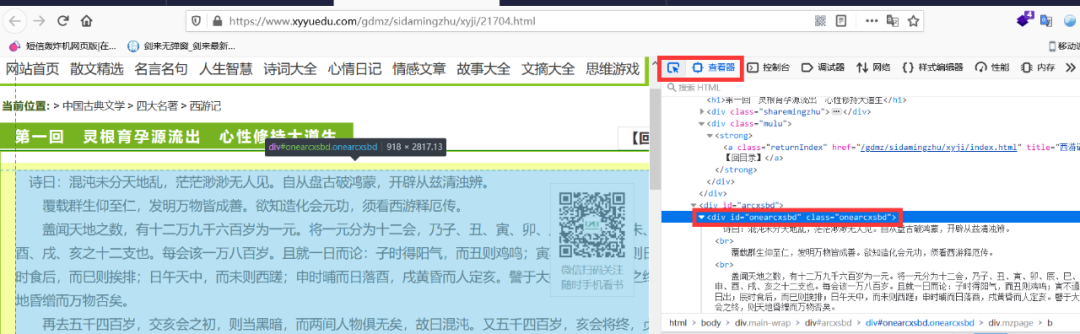 https://www.xyyuedu.com/gdmz/sidamingzhu/xyji/21704.html
短信轰炸机网页版|在...
剑来无弹窗_剑来最新...
移动设
网站首页 散文精选 名言名句 人生智慧 诗词大全 心情日记 情感文章 故事大全 文摘大全 思维游戏
当前位置: > 中国古典文学 > 四大名著 > 西游记
第一回 灵根育孕源流出 心性修持大道生
【回
div#onearcxsbd.onearcxsbd | 918 × 2817.13
诗曰：混沌未分天地乱，茫茫渺渺无人见。自从盘古破鸿蒙，开辟从兹清浊辨。
覆载群生仰至仁，发明万物皆成善。欲知造化会元功，须看西游释厄传。
盖闻天地之数，有十二万九千六百岁为一元。将一元分为十二会，乃子、丑、寅、卯、
未、
酉、戌、亥之十二支也。每会该一万八百岁。且就一日而论：子时得阳气，而丑则鸡鸣；寅
时食后，而巳则挨排；日午天中，而未则西蹉；申时晡而日落酉，戌黄昏而人定亥。譬于大
地昏缯而万物否矣。
再去五千四百岁，交亥会之初，则当黑暗，而两间人物俱无矣，故曰混沌。又五千四百岁，亥会将终，
微信扫码关注
随时手机看书
查看器 控制台 调试器 网络 样式编辑器 性能 内存
搜索 HTML
<h1>第一回 灵根育孕源流出 心性修持大道生</h1>
<div class="sharemingzhu"></div>
<div class="mulu">
<strong>
<a class="returnIndex" href="/gdmz/sidamingzhu/xyji/index.html" title="西游
【回目录】</a>
</strong>
</div>
</div>
<div id="arcxsbd">
<div id="onearcxsbd" class="onearcxsbd">
诗曰：混沌未分天地乱，茫茫渺渺无人见。自从盘古破鸿蒙，开辟从兹清浊辨。
<br>
覆载群生仰至仁，发明万物皆成善。欲知造化会元功，须看西游释厄传。
<br>
盖闻天地之数，有十二万九千六百岁为一元。将一元分为十二会，乃子、丑、寅、卯、辰、巳、
申、酉、戌、亥之十二支也。每会该一万八百岁。且就一日而论：子时得阳气，而丑则鸡鸣；寅不通
日出；辰时食后，而巳则挨排；日午天中，而未则西蹉；申时晡而日落酉，戌黄昏而人定亥。譬于大
会之终，则天地昏缯而万物否矣。
html > body > div.main-wrap > div#arcxsbd > div#onearcxsbd.onearcxsbd > div.mzpage > b